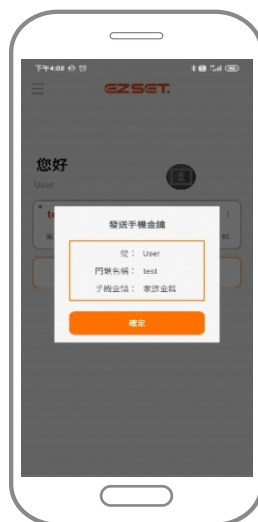 下午4:08
EZSET.
您好
User
te
發送手機金鑰
從： User
門鎖名稱： test
手機金鑰： 家族金鑰
確定